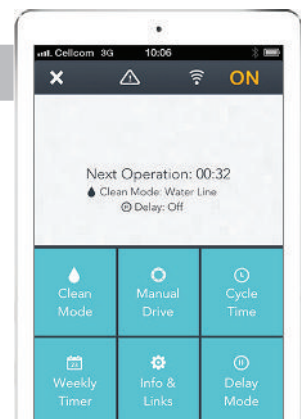 Cellcom 3G 10:06
ON
Next Operation: 00:32
Clean Mode: Water Line
Delay: Off
Clean Mode
Manual Drive
Cycle Time
Weekly Timer
Info & Links
Delay Mode